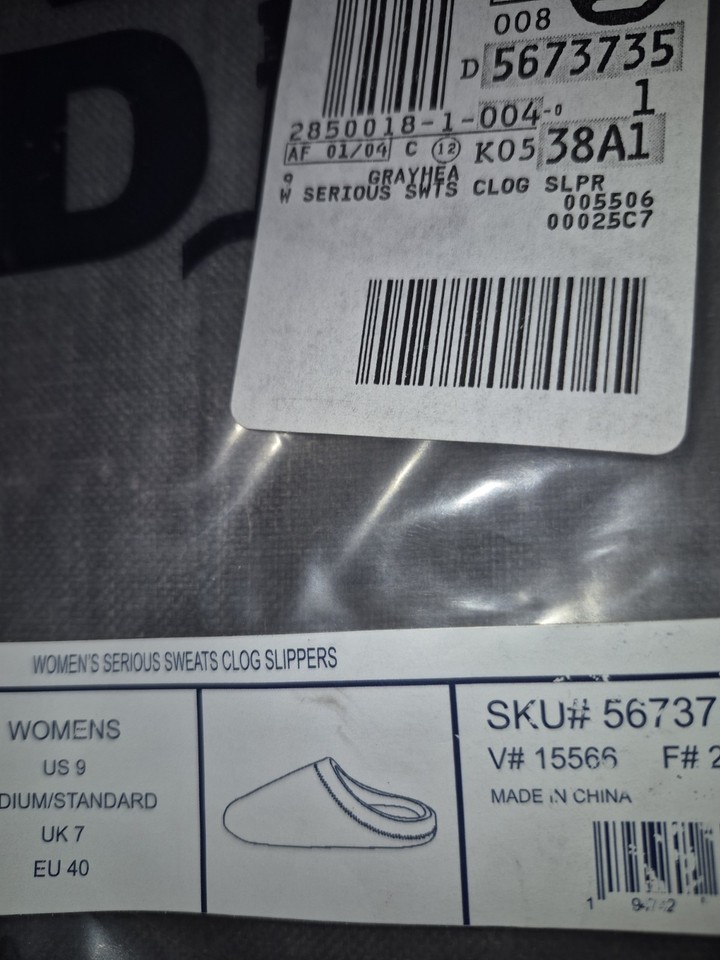 D
008
D 5673735
1
2850018-1-004-0
AF 01/04 C 12 K05 38A1
9 GRAYHEA
W SERIOUS SWTS CLOG SLPR
005506
00025C7
WOMEN'S SERIOUS SWEATS CLOG SLIPPERS
WOMENS
US 9
DIUM/STANDARD
UK 7
EU 40
SKU# 56737
V# 15566 F# 2
MADE IN CHINA
1